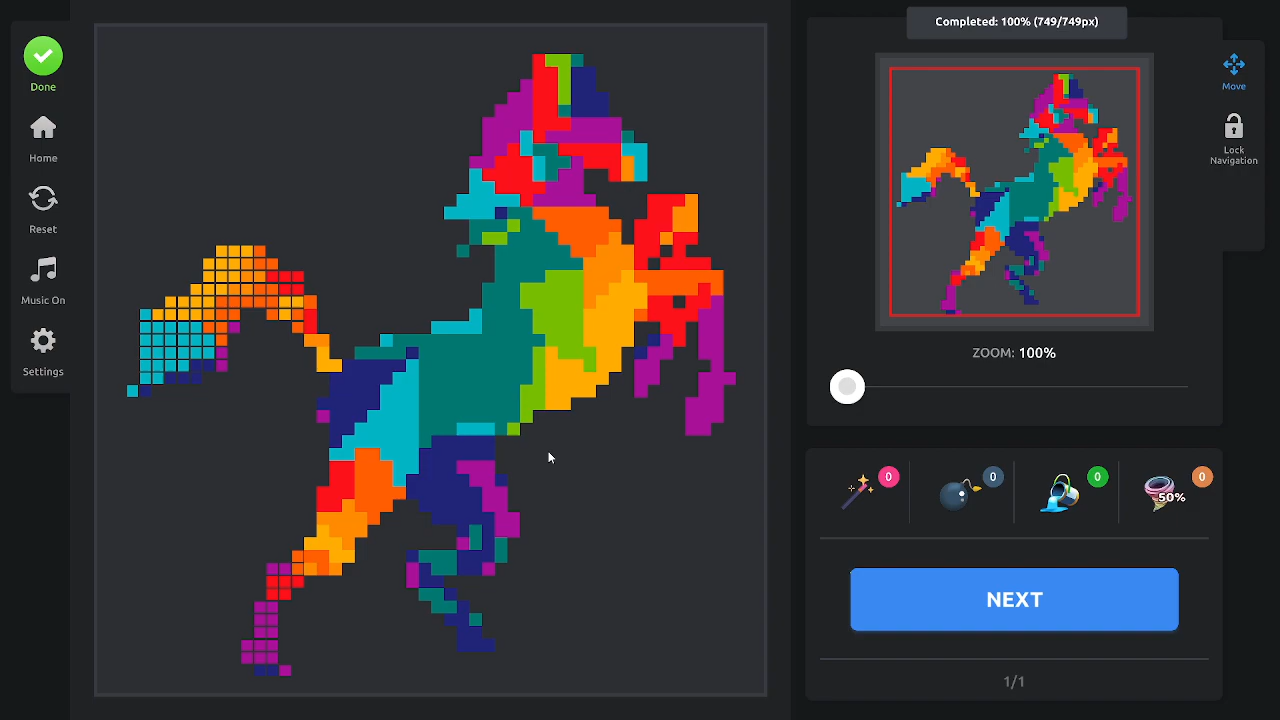 Completed: 100% (749/749px)
Done
Home
Reset
Music On
Settings
Move
Lock
Navigation
ZOOM: 100%
0
0
0
50%
0
NEXT
1/1